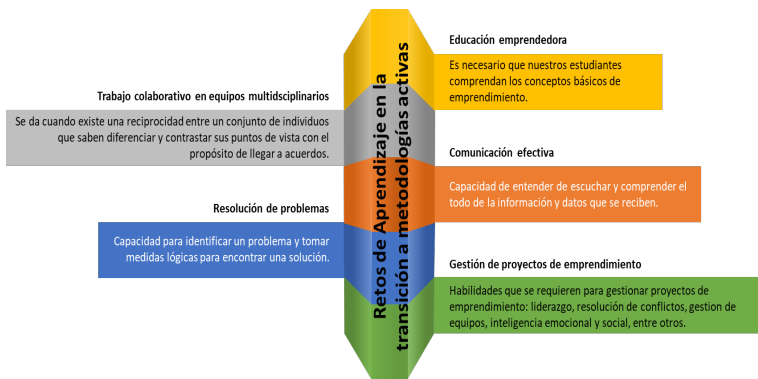 Educación emprendedora
Es necesario que nuestros estudiantes
comprendan los conceptos básicos de
emprendimiento.
Trabajo colaborativo en equipos multidsciplinarios
Se da cuando existe una reciprocidad entre un conjunto de individuos
que saben diferenciar y contrastar sus puntos de vista con el
propósito de llegar a acuerdos.
Comunicación efectiva
Capacidad de entender de escuchar y comprender el
todo de la información y datos que se reciben.
Resolución de problemas
Capacidad para identificar un problema y tomar
medidas lógicas para encontrar una solución.
Gestión de proyectos de emprendimiento
Habilidades que se requieren para gestionar proyectos de
emprendimiento: liderazgo, resolución de conflictos, gestion de
equipos, inteligencia emocional y social, entre otros.
Retos de Aprendizaje en la
transición a metodologías activas